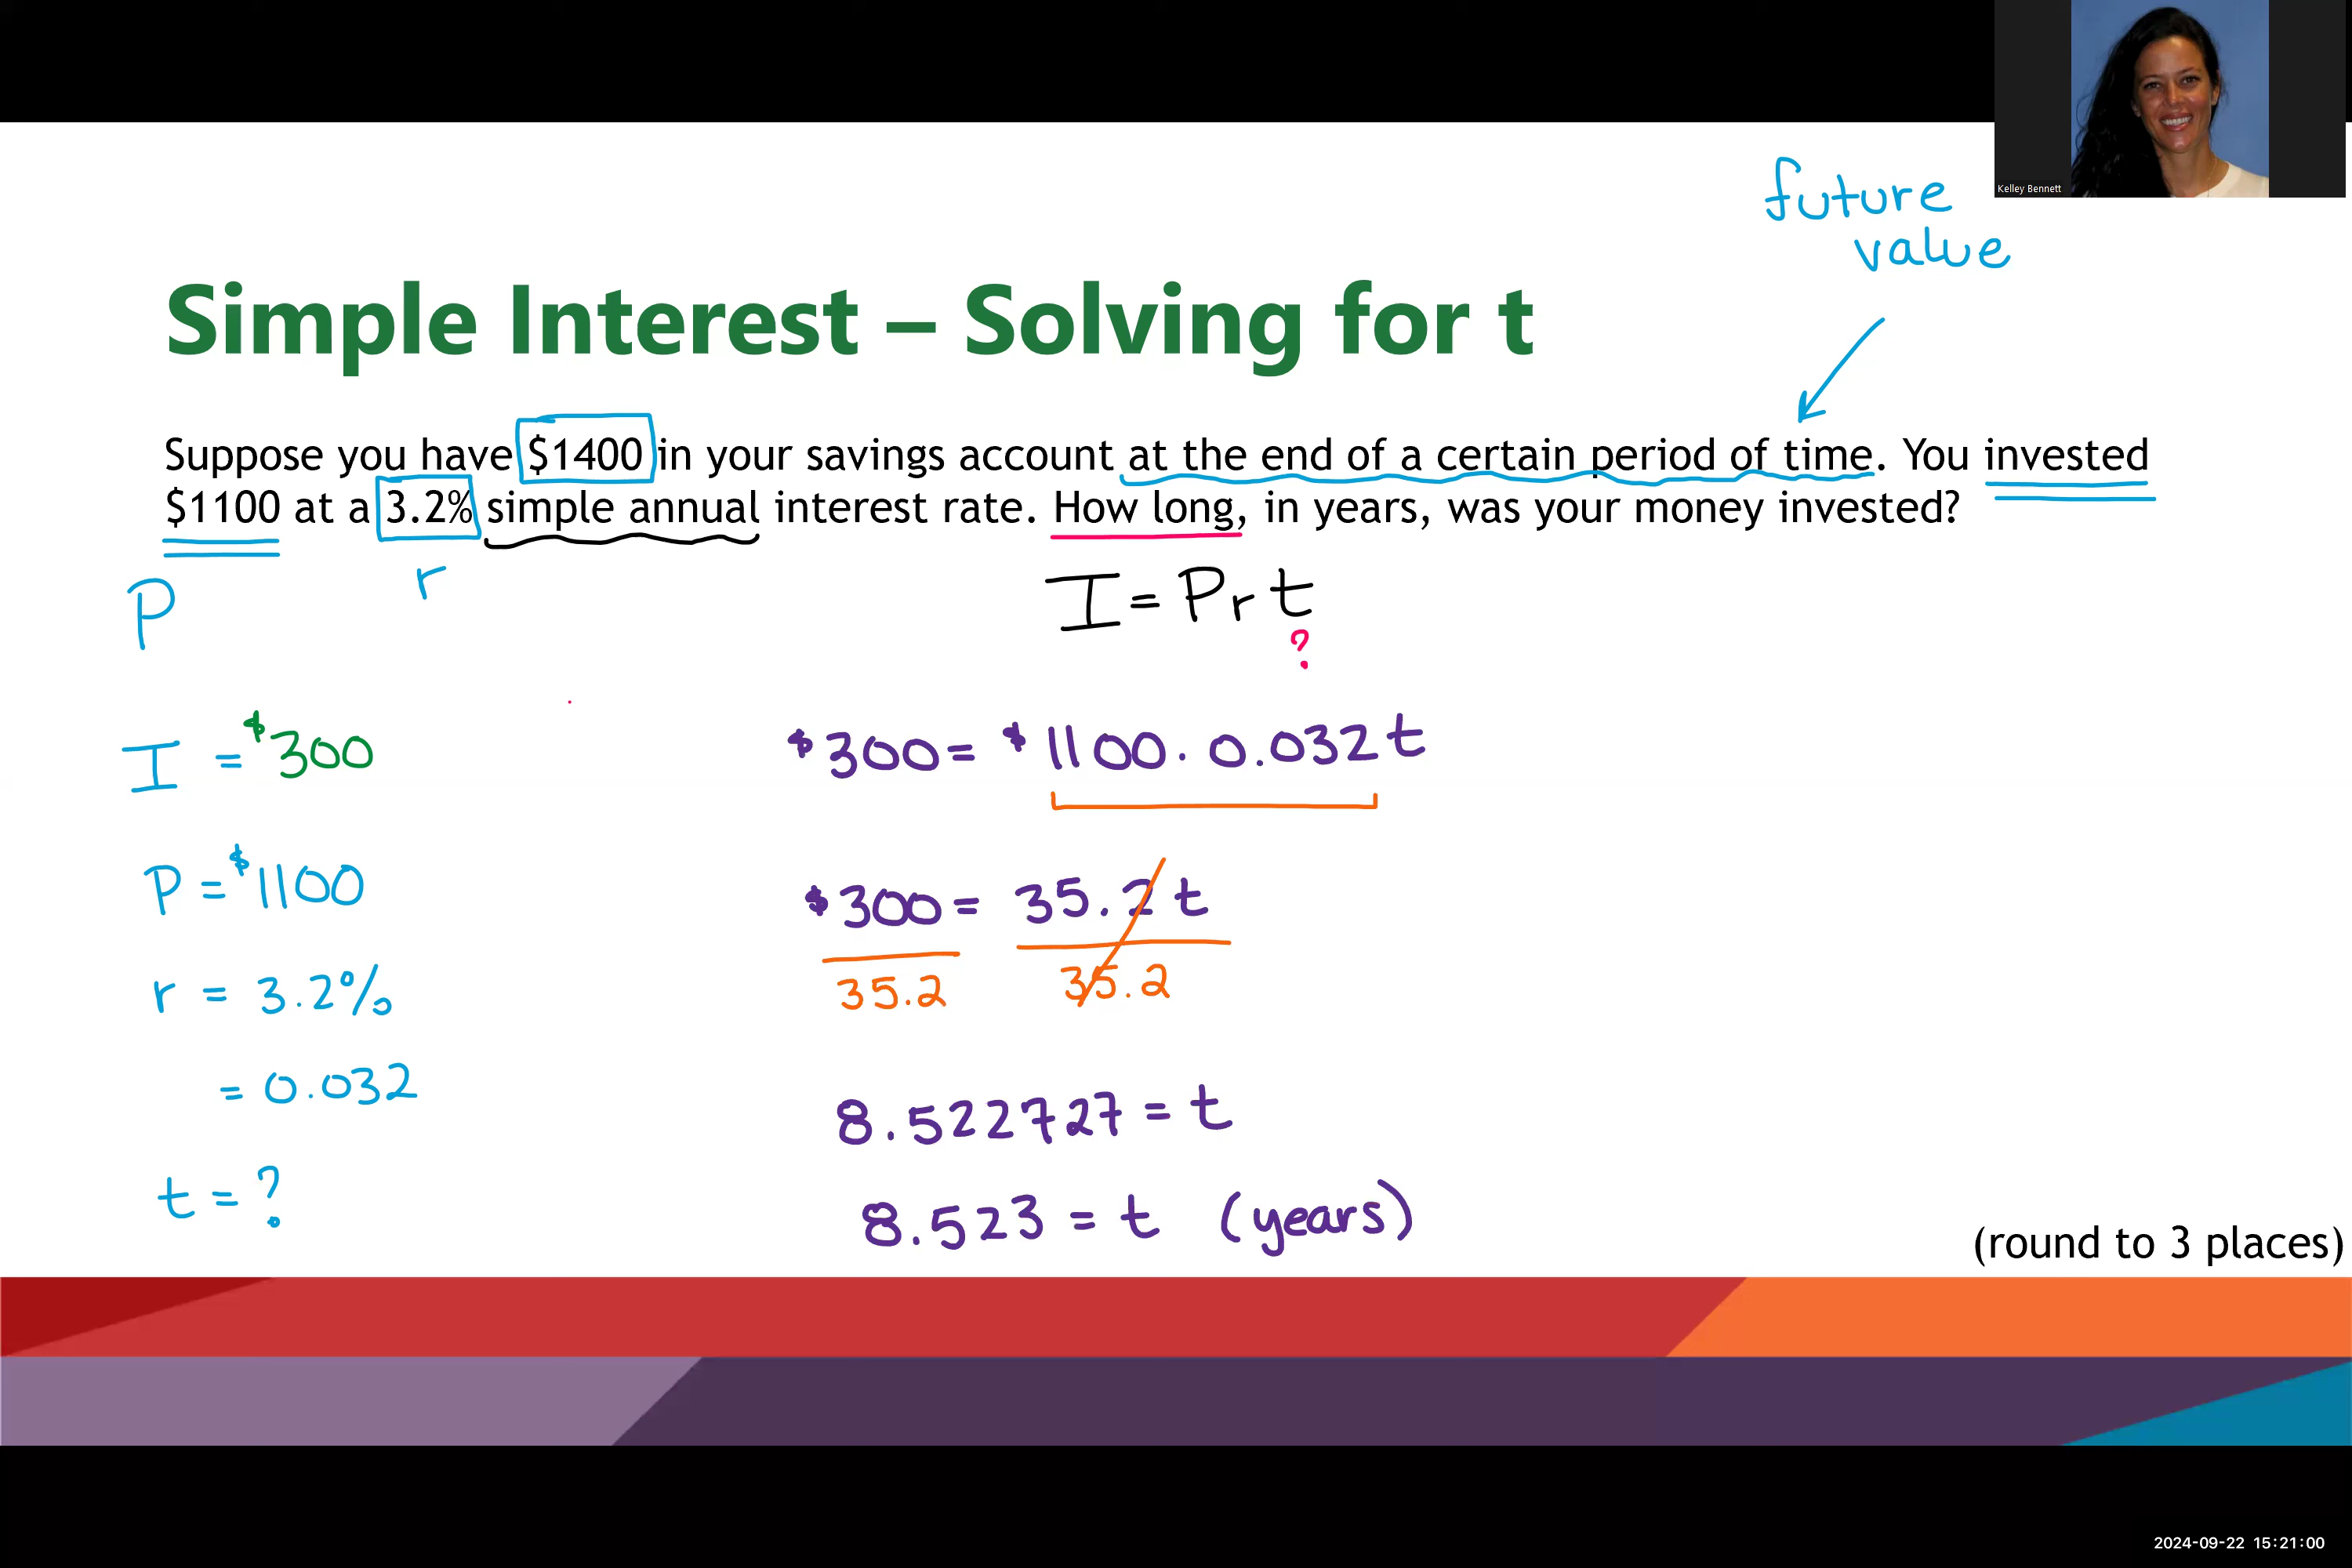 Kelley Bennett
future
value
Simple Interest – Solving for t
Suppose you have $1400 in your savings account at the end of a certain period of time. You invested
$1100 at a 3.2% simple annual interest rate. How long, in years, was your money invested?
P
r
I = Prt
?
I = $300
P = $1100
r = 3.2%
= 0.032
t = ?
$300 = $1100 · 0.032t
$300 = 35.2t
35.2 35.2
8.522727 = t
8.523 = t (years)
(round to 3 places)
2024-09-22 15:21:00